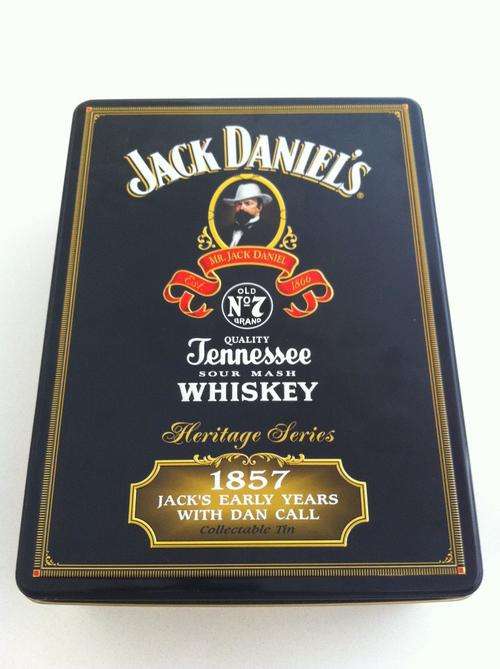 JACK DANIEL'S®
MR. JACK DANIEL
Est. 1866
OLD
Nº7
BRAND
QUALITY
Tennessee
SOUR MASH
WHISKEY
Heritage Series
1857
JACK'S EARLY YEARS
WITH DAN CALL
Collectable Tin